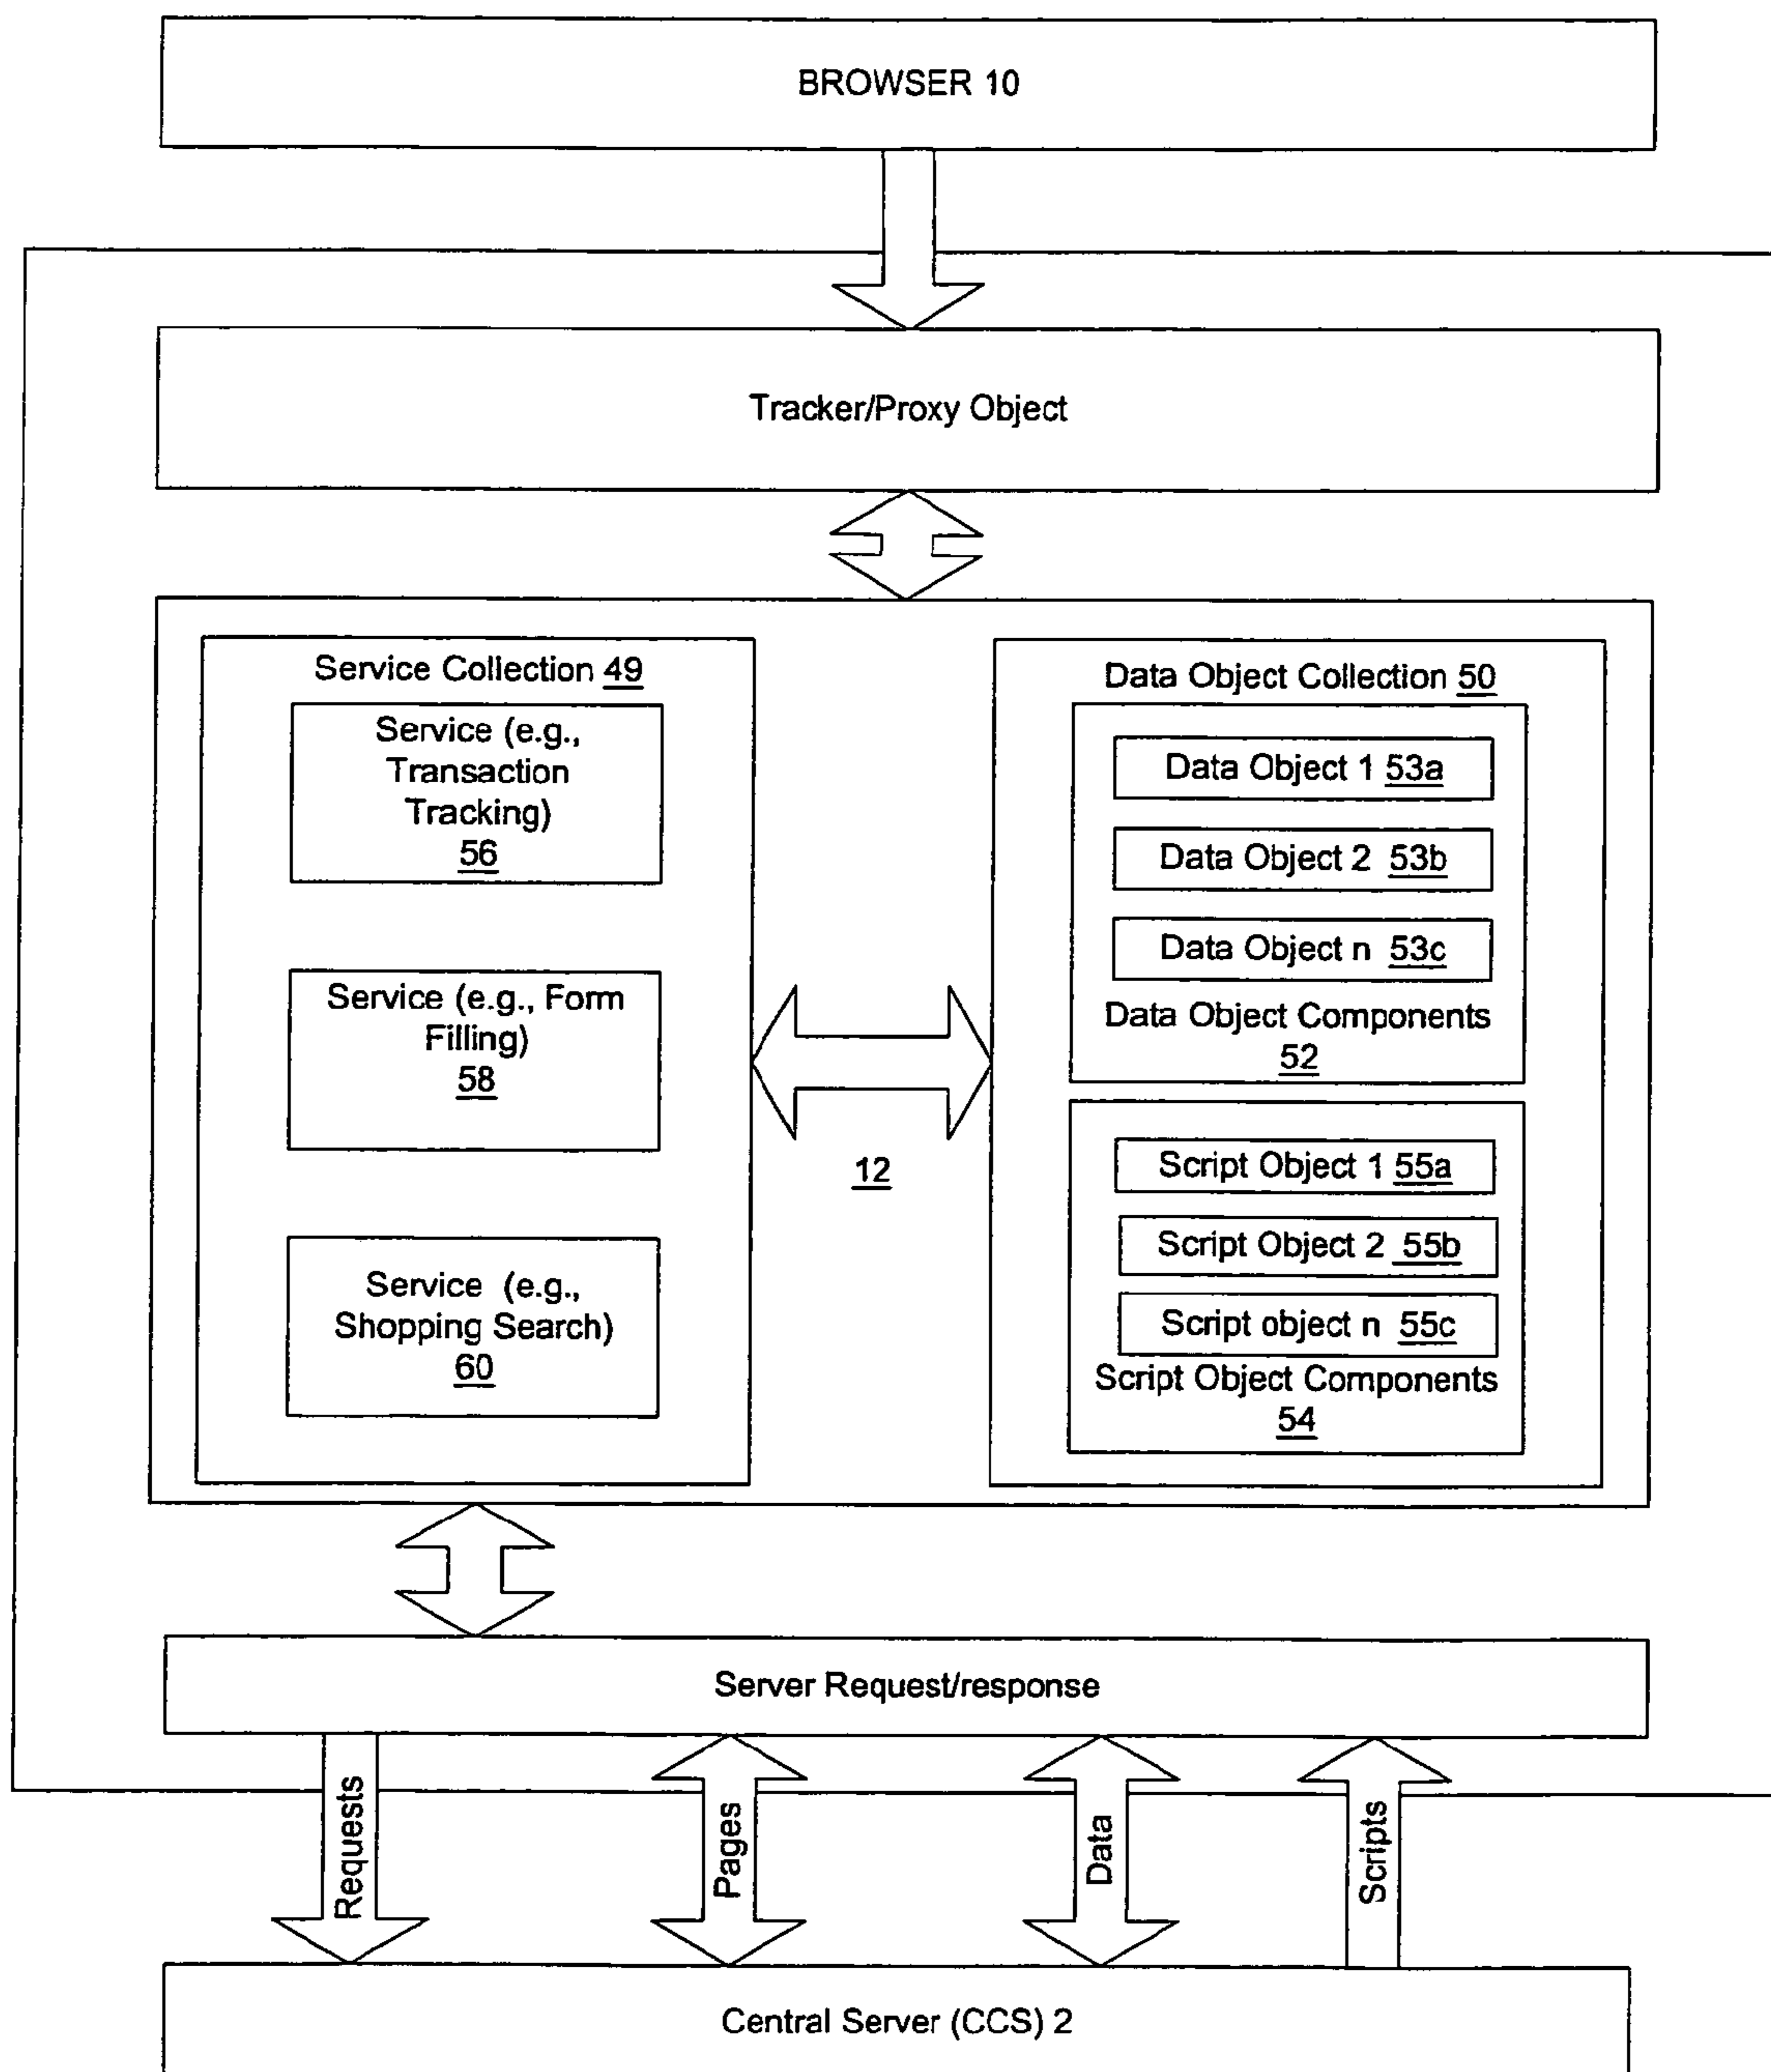 BROWSER 10
Tracker/Proxy Object
Service Collection 49
Service (e.g.,
Transaction
Tracking)
56
Service (e.g., Form
Filling)
58
Service (e.g.,
Shopping Search)
60
12
Data Object Collection 50
Data Object 1 53a
Data Object 2 53b
Data Object n 53c
Data Object Components
52
Script Object 1 55a
Script Object 2 55b
Script object n 55c
Script Object Components
54
Server Request/response
Requests
Pages
Data
Scripts
Central Server (CCS) 2